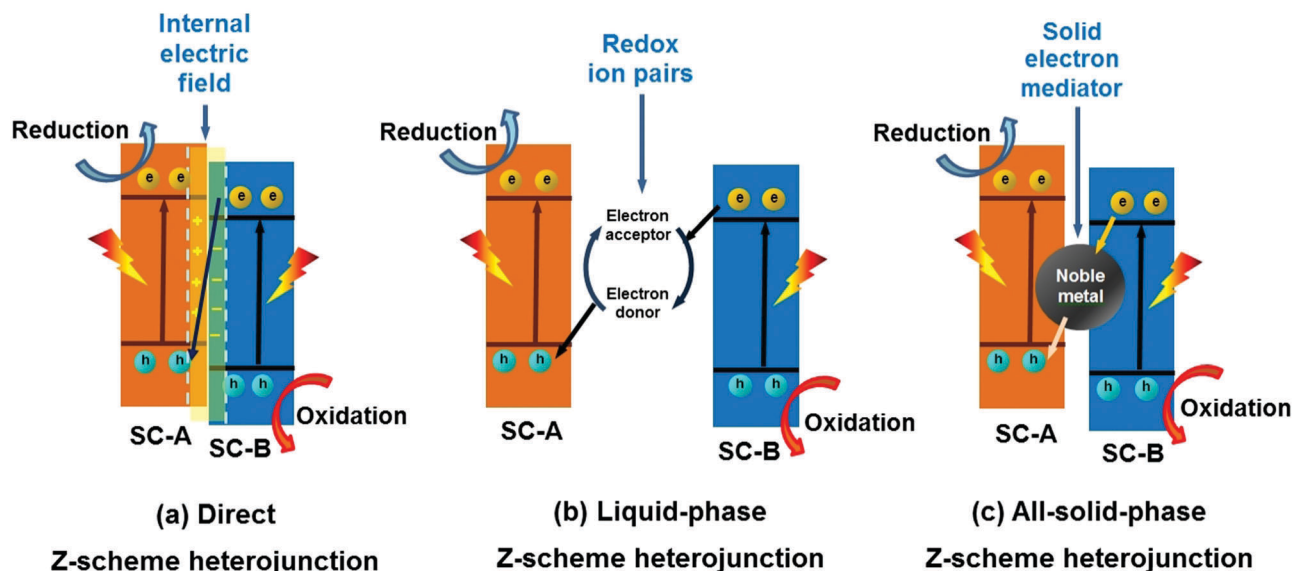 Internal
electric
field
Reduction
e e
e e
+
+
+
+
−
−
−
−
h h
h h
Oxidation
SC-A
SC-B
(a) Direct
Z-scheme heterojunction
Redox
ion pairs
Reduction
e e
e e
Electron
acceptor
Electron
donor
h h
h h
Oxidation
SC-A
SC-B
(b) Liquid-phase
Z-scheme heterojunction
Solid
electron
mediator
Reduction
e e
e e
Noble
metal
h h
h h
Oxidation
SC-A
SC-B
(c) All-solid-phase
Z-scheme heterojunction